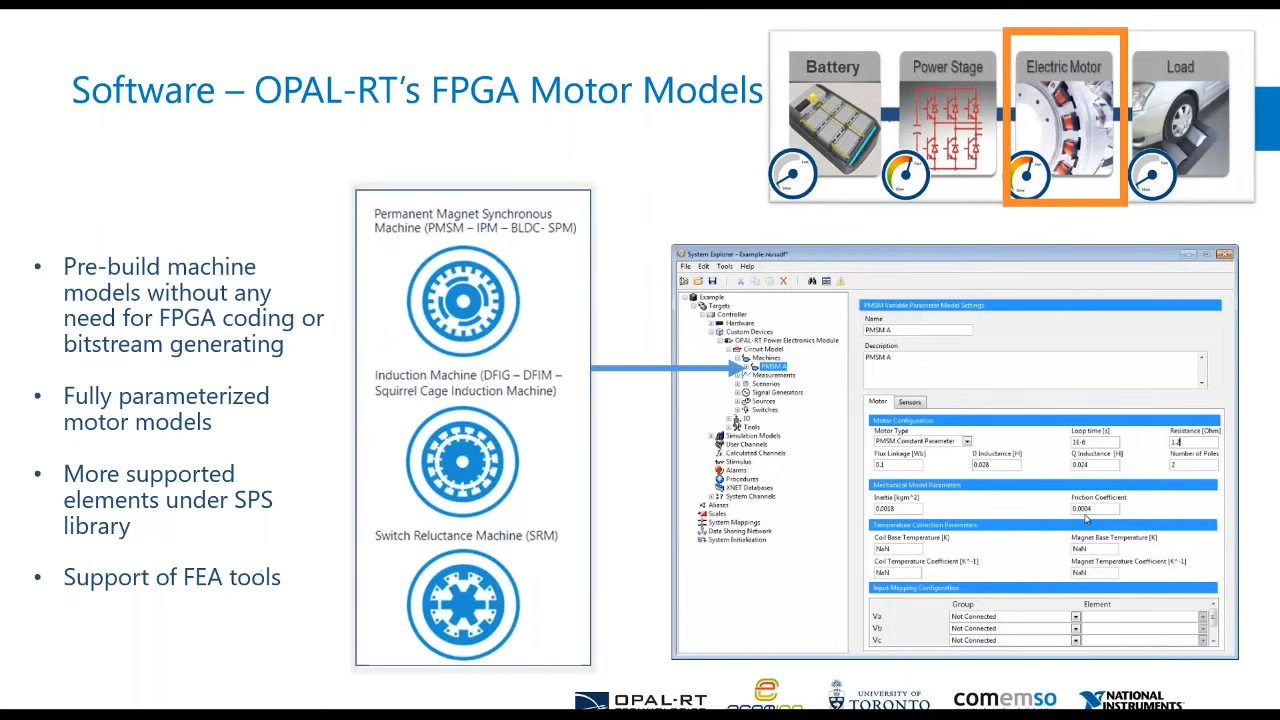 Software – OPAL-RT's FPGA Motor Models
Battery
Power Stage
Electric Motor
Load
• Pre-build machine
models without any
need for FPGA coding or
bitstream generating
• Fully parameterized
motor models
• More supported
elements under SPS
library
• Support of FEA tools
Permanent Magnet Synchronous
Machine (PMSM – IPM – BLDC- SPM)
Induction Machine (DFIG – DFIM –
Squirrel Cage Induction Machine)
Switch Reluctance Machine (SRM)
System Explorer - Example.nivssdf*
File Edit Tools Help
Example
Targets
Controller
Hardware
Custom Devices
OPAL-RT Power Electronics Module
Circuit Model
Machines
PMSM A
Measurements
Scenarios
Signal Generators
Sources
Switches
IO
Tools
Simulation Models
User Channels
Calculated Channels
Stimulus
Alarms
Procedures
XNET Databases
System Channels
Aliases
Scales
System Mappings
Data Sharing Network
System Initialization
PMSM Variable Parameter Model Settings
Name
PMSM A
Description
PMSM A
Motor Sensors
Motor Configuration
Motor Type Loop time [s] Resistance [Ohm]
PMSM Constant Parameter 1E-6 1.2
Flux Linkage [Wb] D Inductance [H] Q Inductance [H] Number of Poles
0.1 0.028 0.024 2
Mechanical Model Parameters
Inertia [kgm^2] Friction Coefficient
0.0018 0.0004
Temperature Correction Parameters
Coil Base Temperature [K] Magnet Base Temperature [K]
NaN NaN
Coil Temperature Coefficient [K^-1] Magnet Temperature Coefficient [K^-1]
NaN NaN
Input Mapping Configuration
Group Element
Va Not Connected
Vb Not Connected
Vc Not Connected
OPAL-RT
UNIVERSITY OF
TORONTO
comemso
NATIONAL
INSTRUMENTS